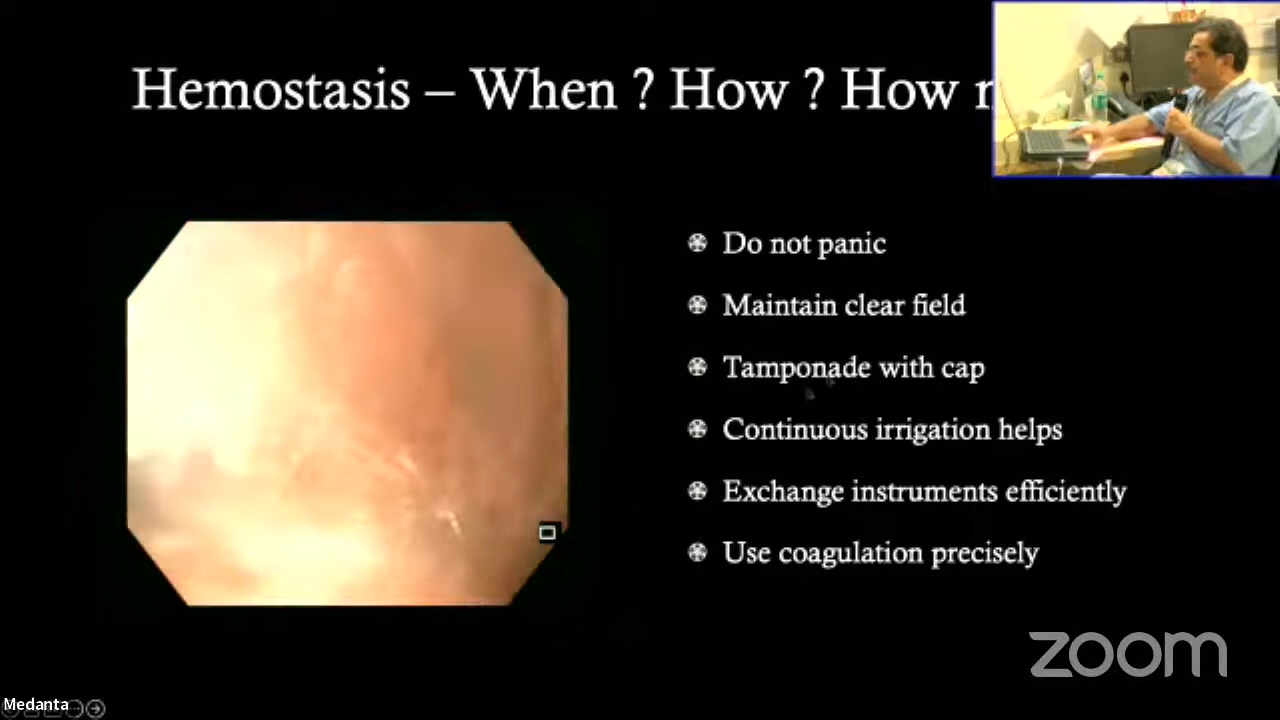 Hemostasis – When ? How ? How
Do not panic
Maintain clear field
Tamponade with cap
Continuous irrigation helps
Exchange instruments efficiently
Use coagulation precisely
zoom
Medanta